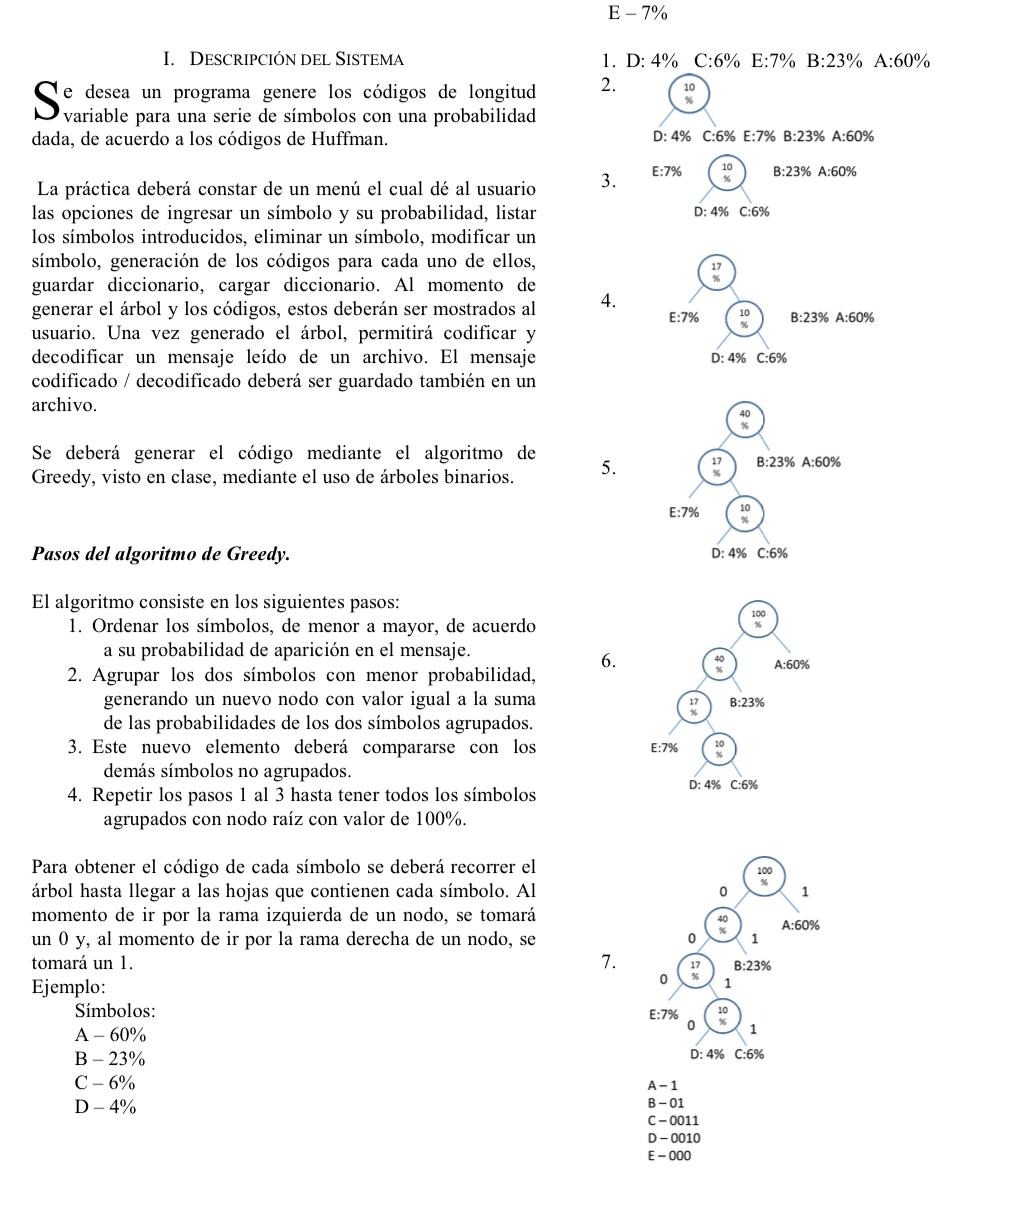 I. DESCRIPCIÓN DEL SISTEMA
Se desea un programa genere los códigos de longitud
variable para una serie de símbolos con una probabilidad
dada, de acuerdo a los códigos de Huffman.
La práctica deberá constar de un menú el cual dé al usuario
las opciones de ingresar un símbolo y su probabilidad, listar
los símbolos introducidos, eliminar un símbolo, modificar un
símbolo, generación de los códigos para cada uno de ellos,
guardar diccionario, cargar diccionario. Al momento de
generar el árbol y los códigos, estos deberán ser mostrados al
usuario. Una vez generado el árbol, permitirá codificar y
decodificar un mensaje leído de un archivo. El mensaje
codificado / decodificado deberá ser guardado también en un
archivo.
Se deberá generar el código mediante el algoritmo de
Greedy, visto en clase, mediante el uso de árboles binarios.
Pasos del algoritmo de Greedy.
El algoritmo consiste en los siguientes pasos:
1. Ordenar los símbolos, de menor a mayor, de acuerdo
a su probabilidad de aparición en el mensaje.
2. Agrupar los dos símbolos con menor probabilidad,
generando un nuevo nodo con valor igual a la suma
de las probabilidades de los dos símbolos agrupados.
3. Este nuevo elemento deberá compararse con los
demás símbolos no agrupados.
4. Repetir los pasos 1 al 3 hasta tener todos los símbolos
agrupados con nodo raíz con valor de 100%.
Para obtener el código de cada símbolo se deberá recorrer el
árbol hasta llegar a las hojas que contienen cada símbolo. Al
momento de ir por la rama izquierda de un nodo, se tomará
un 0 y, al momento de ir por la rama derecha de un nodo, se
tomará un 1.
Ejemplo:
Símbolos:
A – 60%
B – 23%
C – 6%
D – 4%
E – 7%
1. D: 4% C:6% E:7% B:23% A:60%
2.
10
%
D: 4% C:6% E:7% B:23% A:60%
3.
E:7%
10
%
B:23% A:60%
D: 4% C:6%
4.
17
%
E:7%
10
%
B:23% A:60%
D: 4% C:6%
5.
40
%
17
%
B:23% A:60%
E:7%
10
%
D: 4% C:6%
6.
100
%
40
%
A:60%
17
%
B:23%
E:7%
10
%
D: 4% C:6%
7.
100
%
0
1
40
%
A:60%
0
1
17
%
B:23%
0
1
E:7%
10
%
0
1
D: 4% C:6%
A – 1
B – 01
C – 0011
D – 0010
E – 000